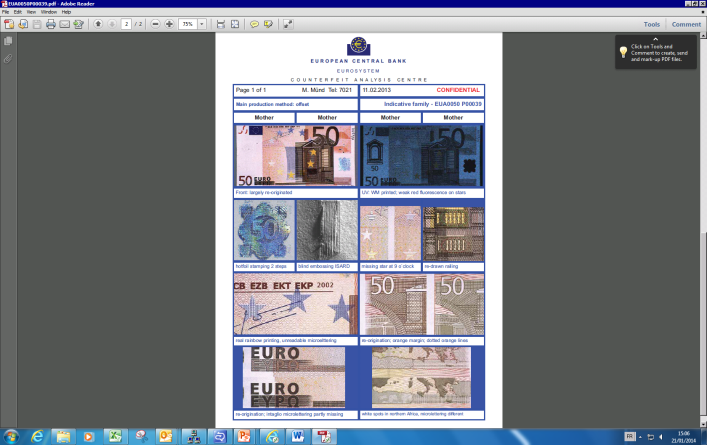 EUA0050P00039.pdf - Adobe Reader
File Edit View Window Help
2 / 2
75%
Tools
Comment
Click on Tools and
Comment to create, send
and mark-up PDF files.
EUROPEAN CENTRAL BANK
EUROSYSTEM
COUNTERFEIT ANALYSIS CENTRE
Page 1 of 1
M. Münd Tel: 7021
11.02.2013
CONFIDENTIAL
Main production method: offset
Indicative family - EUA0050 P00039
Mother
Mother
Mother
Mother
50
50 EURO
50
50 EURO
Front: largely re-originated
UV: WM printed; weak red fluorescence on stars
50
hotfoil stamping 2 steps
blind embossing ISARD
missing star at 9 o'clock
re-drawn railing
CB EZB EKT EKP 2002
50
50
real rainbow printing, unreadable microlettering
re-origination; orange margin; dotted orange lines
EURO
EURO
EYPO
re-origination; intaglio microlettering partly missing
white spots in northern Africa, microlettering different
FR
15:06
21/01/2014